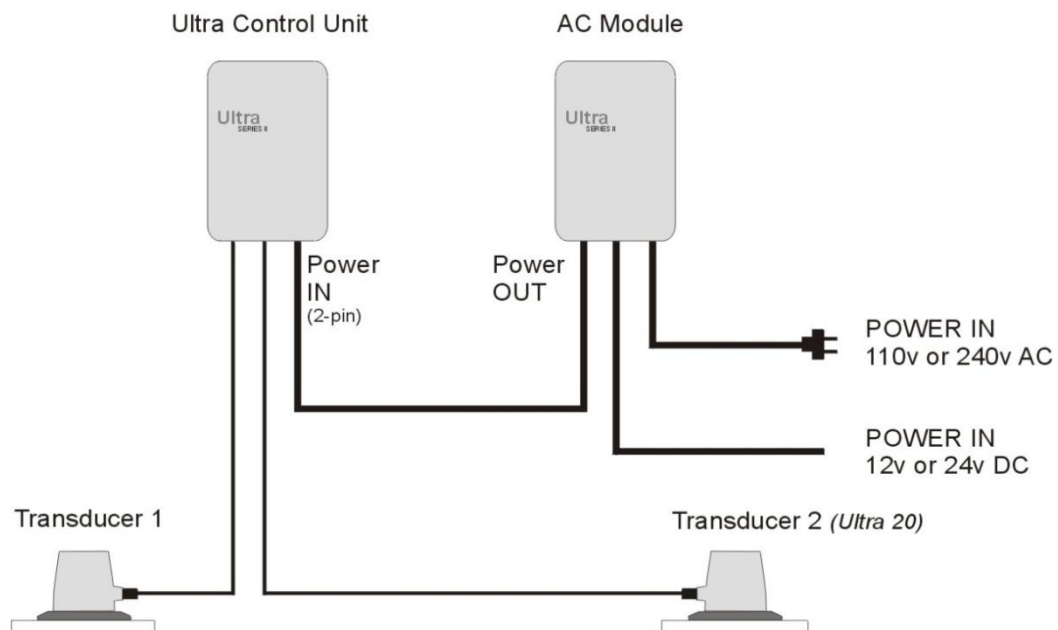 Ultra Control Unit
AC Module
Ultra
SERIES II
Ultra
SERIES II
Power
IN
(2-pin)
Power
OUT
POWER IN
110v or 240v AC
POWER IN
12v or 24v DC
Transducer 1
Transducer 2 (Ultra 20)